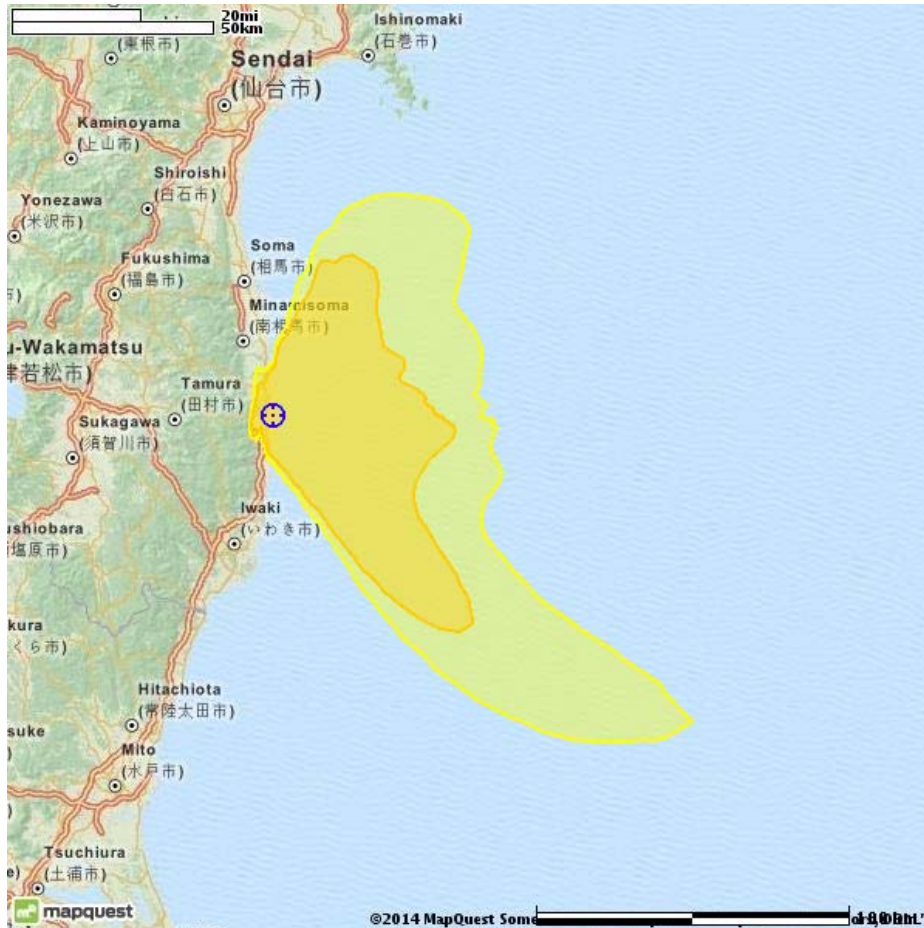 20mi
50km
Ishinomaki
(石巻市)
(東根市)
Sendai
(仙台市)
Kaminoyama
(上山市)
Shiroishi
(白石市)
Yonezawa
(米沢市)
Soma
(相馬市)
Fukushima
(福島市)
Minamisoma
(南相馬市)
u-Wakamatsu
津若松市)
Tamura
(田村市)
Sukagawa
(須賀川市)
Iwaki
(いわき市)
ushiobara
塩原市)
kura
くら市)
Hitachiota
(常陸太田市)
suke
Mito
(水戸市)
Tsuchiura
(土浦市)
e)
mapquest
©2014 MapQuest Some